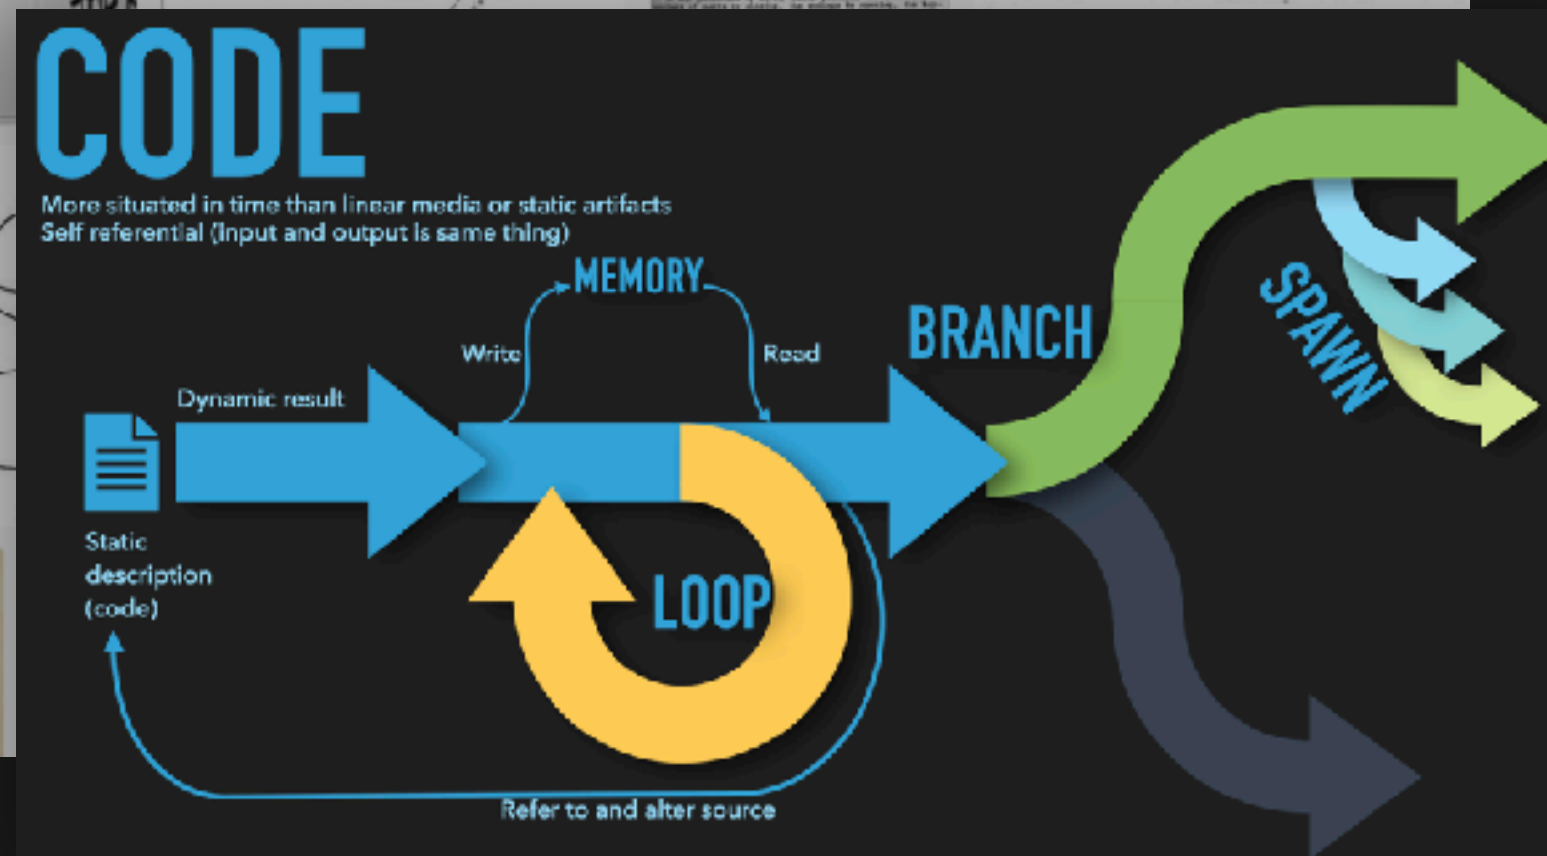 CODE
More situated in time than linear media or static artifacts
Self referential (input and output is same thing)
MEMORY
Write
Read
BRANCH
SPAWN
Dynamic result
Static
description
(code)
LOOP
Refer to and alter source